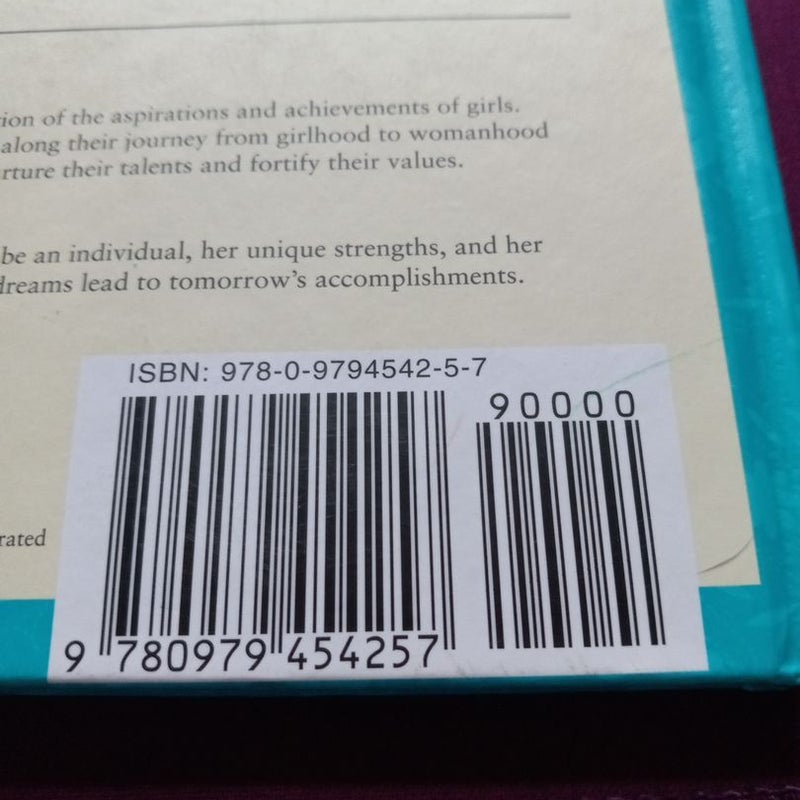 ion of the aspirations and achievements of girls.
along their journey from girlhood to womanhood
rture their talents and fortify their values.
be an individual, her unique strengths, and her
dreams lead to tomorrow's accomplishments.
ISBN: 978-0-9794542-5-7
90000
rated
9 780979 454257